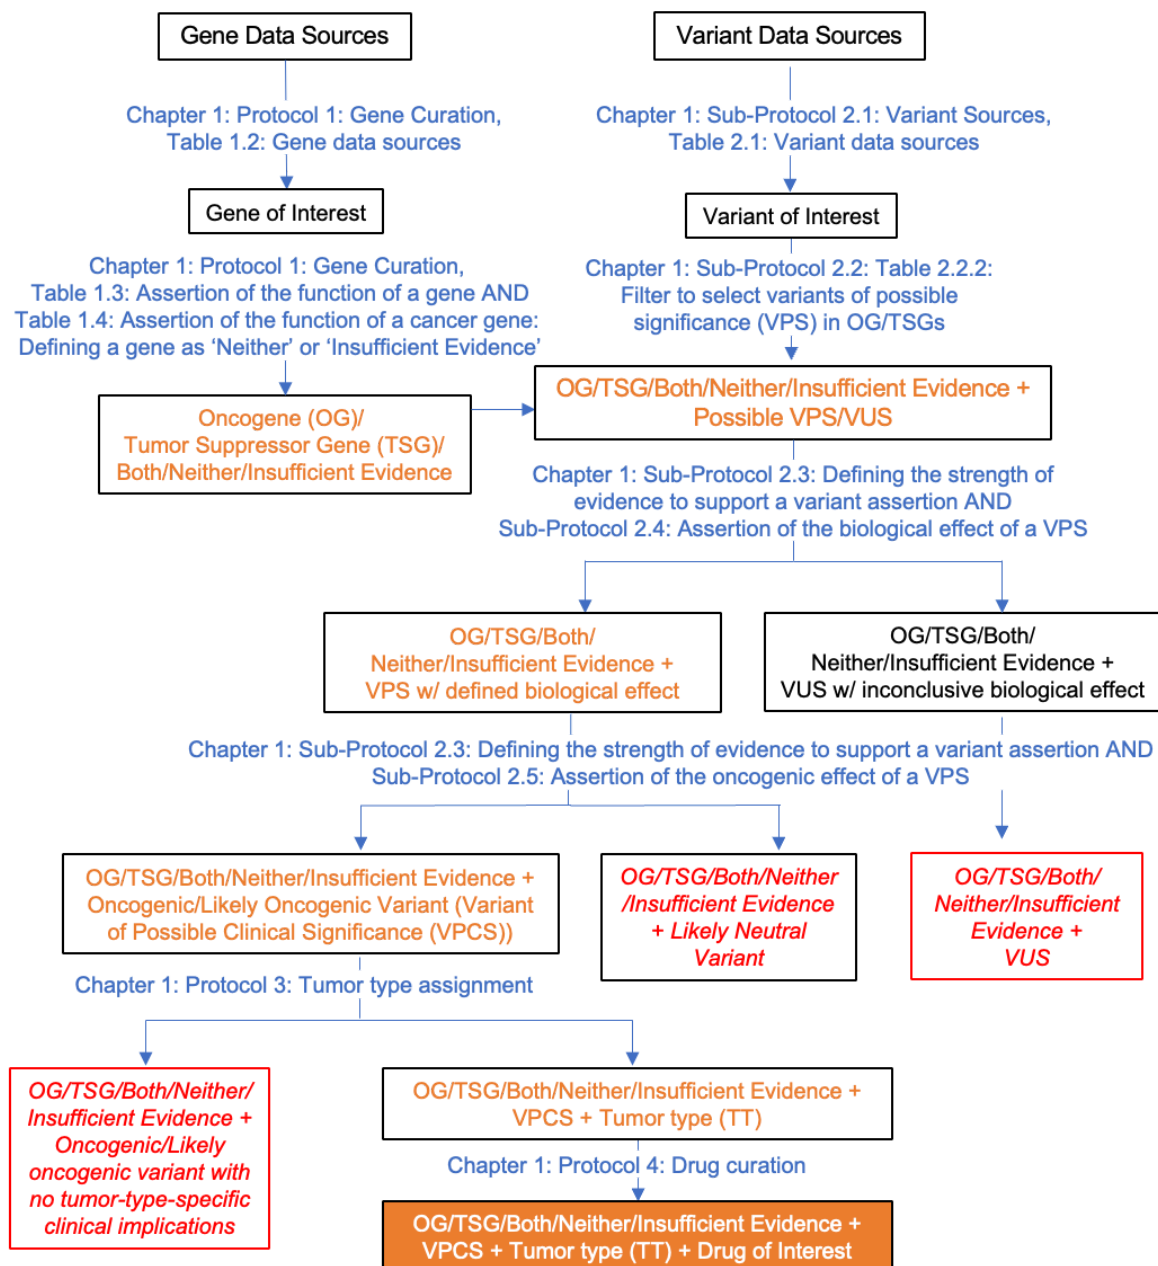 Gene Data Sources
Variant Data Sources
Chapter 1: Protocol 1: Gene Curation,
Table 1.2: Gene data sources
Chapter 1: Sub-Protocol 2.1: Variant Sources,
Table 2.1: Variant data sources
Gene of Interest
Variant of Interest
Chapter 1: Protocol 1: Gene Curation,
Table 1.3: Assertion of the function of a gene AND
Table 1.4: Assertion of the function of a cancer gene:
Defining a gene as ‘Neither’ or ‘Insufficient Evidence’
Chapter 1: Sub-Protocol 2.2: Table 2.2.2:
Filter to select variants of possible
significance (VPS) in OG/TSGs
Oncogene (OG)/
Tumor Suppressor Gene (TSG)/
Both/Neither/Insufficient Evidence
OG/TSG/Both/Neither/Insufficient Evidence +
Possible VPS/VUS
Chapter 1: Sub-Protocol 2.3: Defining the strength of
evidence to support a variant assertion AND
Sub-Protocol 2.4: Assertion of the biological effect of a VPS
OG/TSG/Both/
Neither/Insufficient Evidence +
VPS w/ defined biological effect
OG/TSG/Both/
Neither/Insufficient Evidence +
VUS w/ inconclusive biological effect
Chapter 1: Sub-Protocol 2.3: Defining the strength of evidence to support a variant assertion AND
Sub-Protocol 2.5: Assertion of the oncogenic effect of a VPS
OG/TSG/Both/Neither/Insufficient Evidence +
Oncogenic/Likely Oncogenic Variant (Variant
of Possible Clinical Significance (VPCS))
OG/TSG/Both/Neither
/Insufficient Evidence
+ Likely Neutral
Variant
OG/TSG/Both/
Neither/Insufficient
Evidence +
VUS
Chapter 1: Protocol 3: Tumor type assignment
OG/TSG/Both/Neither/
Insufficient Evidence +
Oncogenic/Likely
oncogenic variant with
no tumor-type-specific
clinical implications
OG/TSG/Both/Neither/Insufficient Evidence +
VPCS + Tumor type (TT)
Chapter 1: Protocol 4: Drug curation
OG/TSG/Both/Neither/Insufficient Evidence +
VPCS + Tumor type (TT) + Drug of Interest